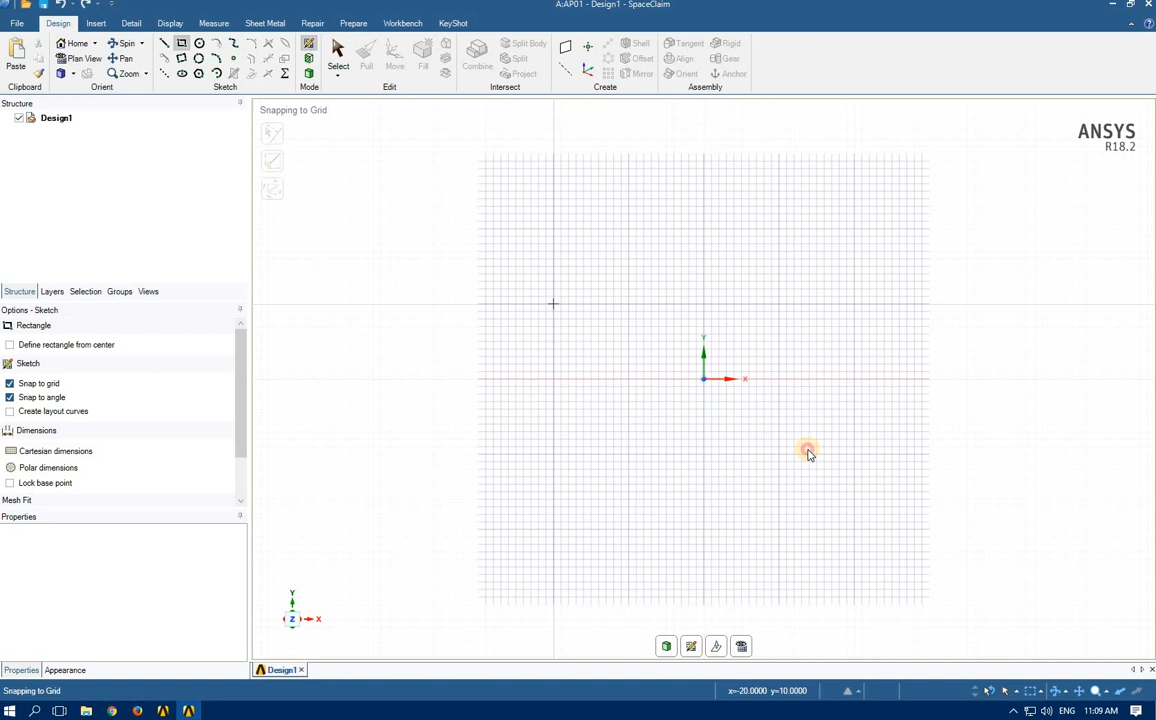 A:AP01 - Design1 - SpaceClaim
File Design Insert Detail Display Measure Sheet Metal Repair Prepare Workbench KeyShot
Home Spin Split Body Shell Tangent Rigid
Plan View Pan Split Offset Align Gear
Paste Zoom Select Pull Move Fill Combine Project Mirror Orient Anchor
Clipboard Orient Sketch Mode Edit Intersect Create Assembly
Structure
Design1
Snapping to Grid
ANSYS
R18.2
Structure Layers Selection Groups Views
Options - Sketch
Rectangle
Define rectangle from center
Sketch
Snap to grid
Snap to angle
Create layout curves
Dimensions
Cartesian dimensions
Polar dimensions
Lock base point
Mesh Fit
Properties
Y
X
Y
Z X
Properties Appearance
Design1
Snapping to Grid x=-20.0000 y=10.0000
ENG 11:09 AM